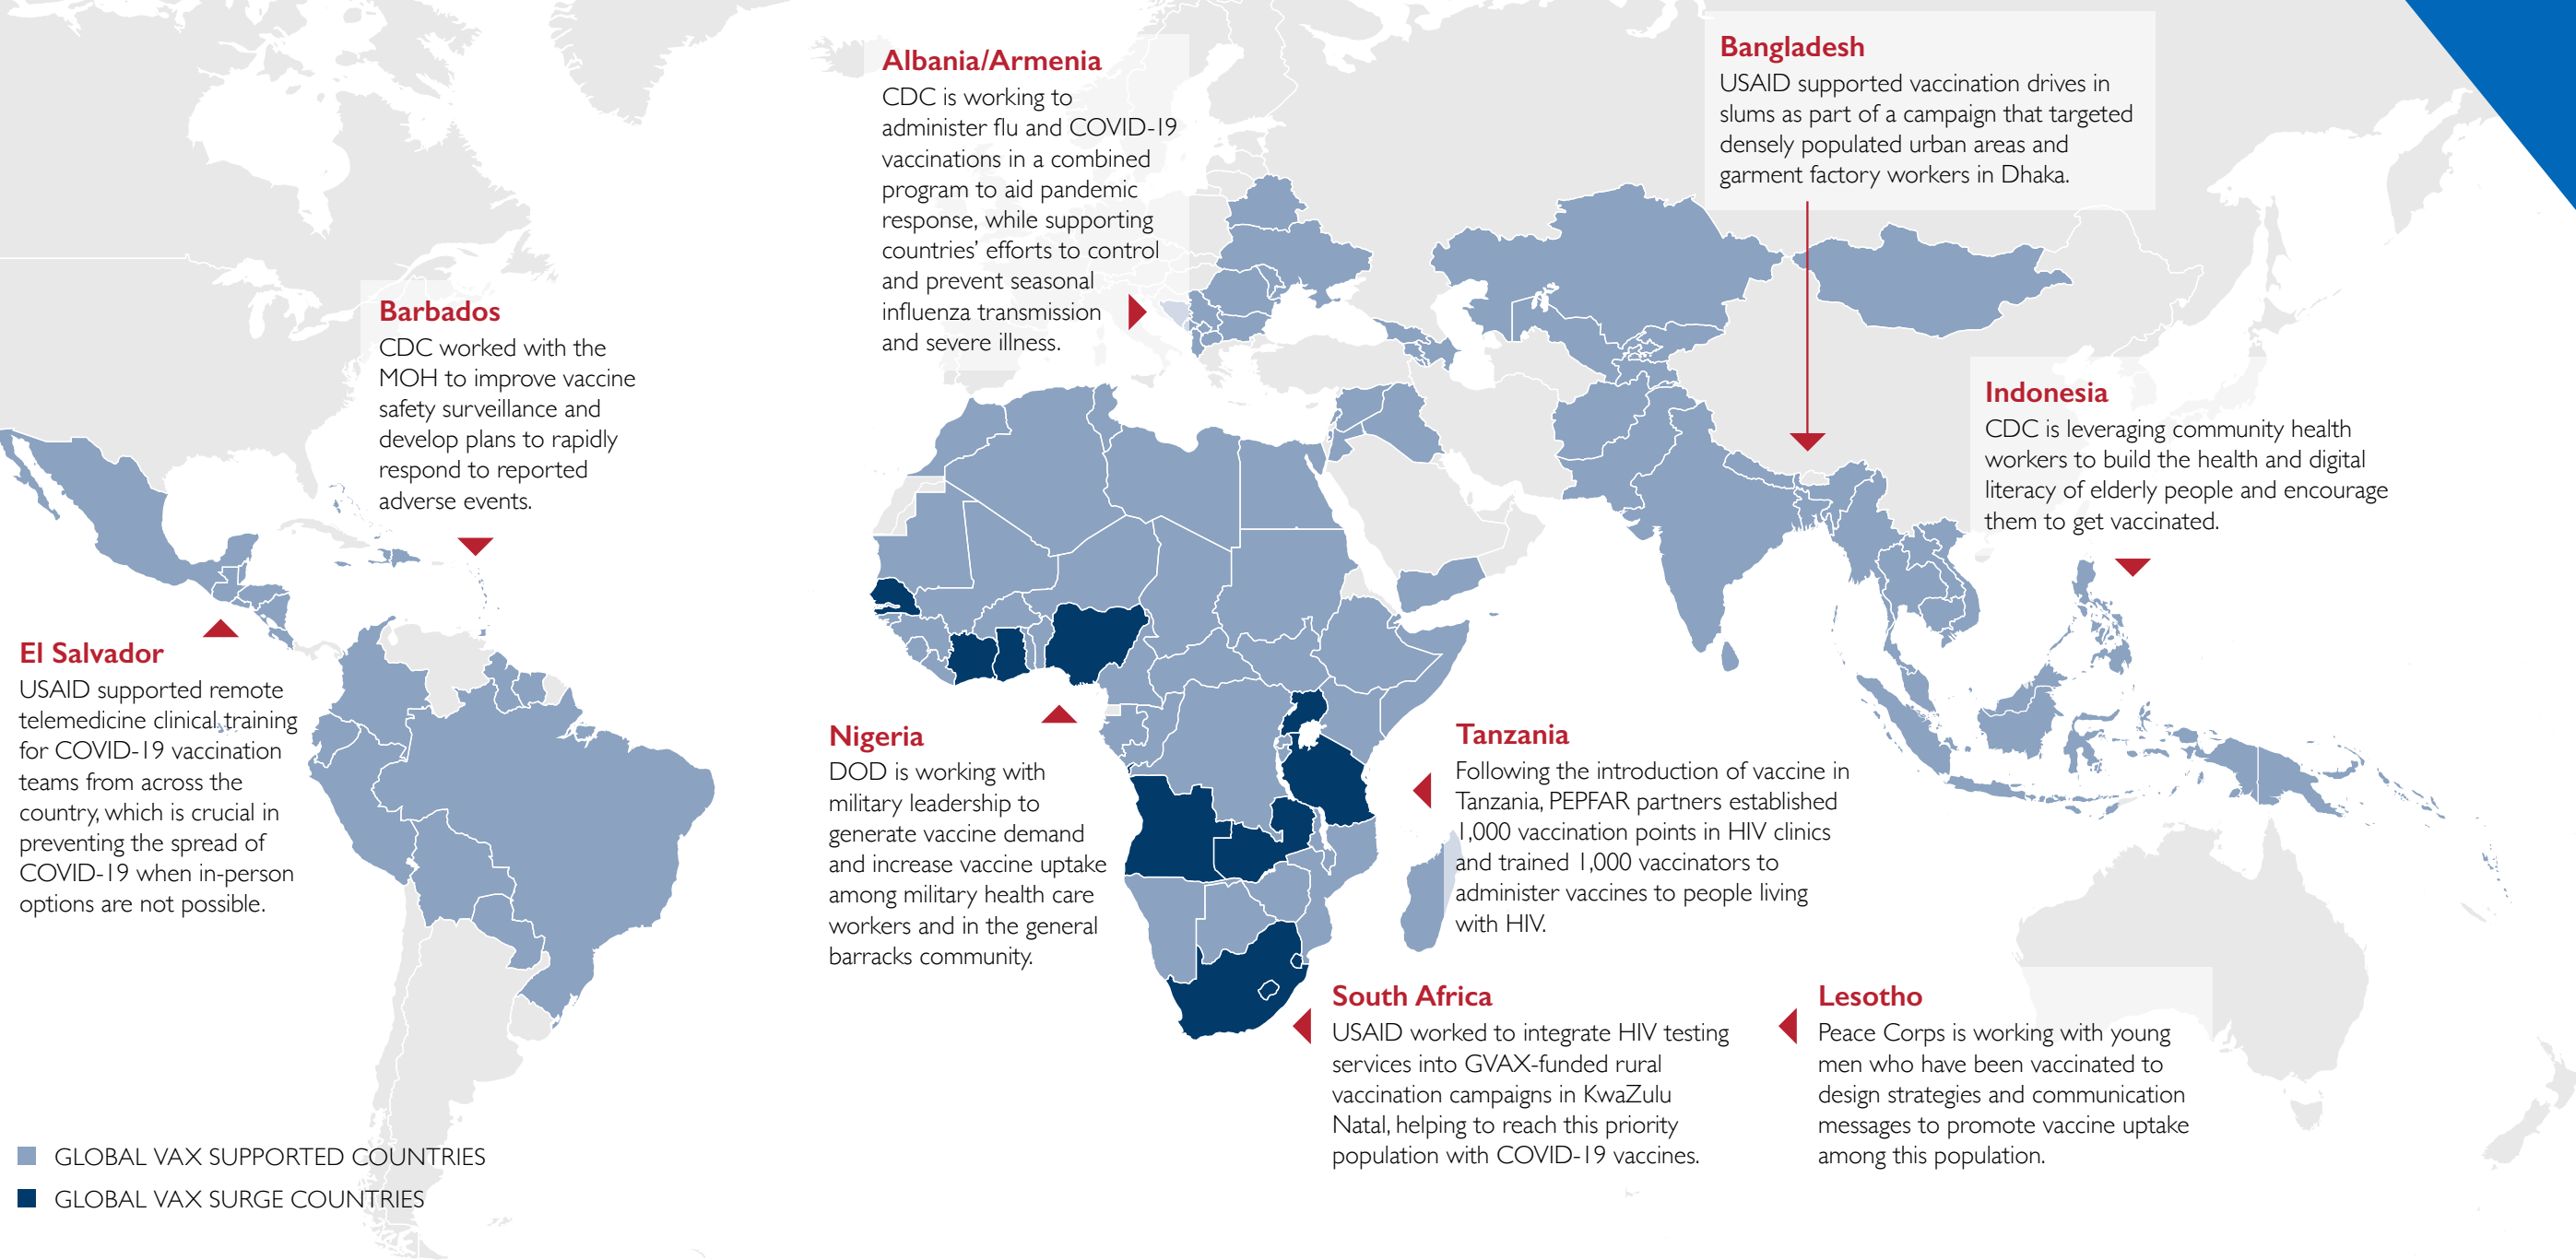 Albania/Armenia
CDC is working to
administer flu and COVID-19
vaccinations in a combined
program to aid pandemic
response, while supporting
countries’ efforts to control
and prevent seasonal
influenza transmission
and severe illness.
Bangladesh
USAID supported vaccination drives in
slums as part of a campaign that targeted
densely populated urban areas and
garment factory workers in Dhaka.
Barbados
CDC worked with the
MOH to improve vaccine
safety surveillance and
develop plans to rapidly
respond to reported
adverse events.
Indonesia
CDC is leveraging community health
workers to build the health and digital
literacy of elderly people and encourage
them to get vaccinated.
El Salvador
USAID supported remote
telemedicine clinical training
for COVID-19 vaccination
teams from across the
country, which is crucial in
preventing the spread of
COVID-19 when in-person
options are not possible.
Nigeria
DOD is working with
military leadership to
generate vaccine demand
and increase vaccine uptake
among military health care
workers and in the general
barracks community.
Tanzania
Following the introduction of vaccine in
Tanzania, PEPFAR partners established
1,000 vaccination points in HIV clinics
and trained 1,000 vaccinators to
administer vaccines to people living
with HIV.
South Africa
USAID worked to integrate HIV testing
services into GVAX-funded rural
vaccination campaigns in KwaZulu
Natal, helping to reach this priority
population with COVID-19 vaccines.
Lesotho
Peace Corps is working with young
men who have been vaccinated to
design strategies and communication
messages to promote vaccine uptake
among this population.
GLOBAL VAX SUPPORTED COUNTRIES
GLOBAL VAX SURGE COUNTRIES